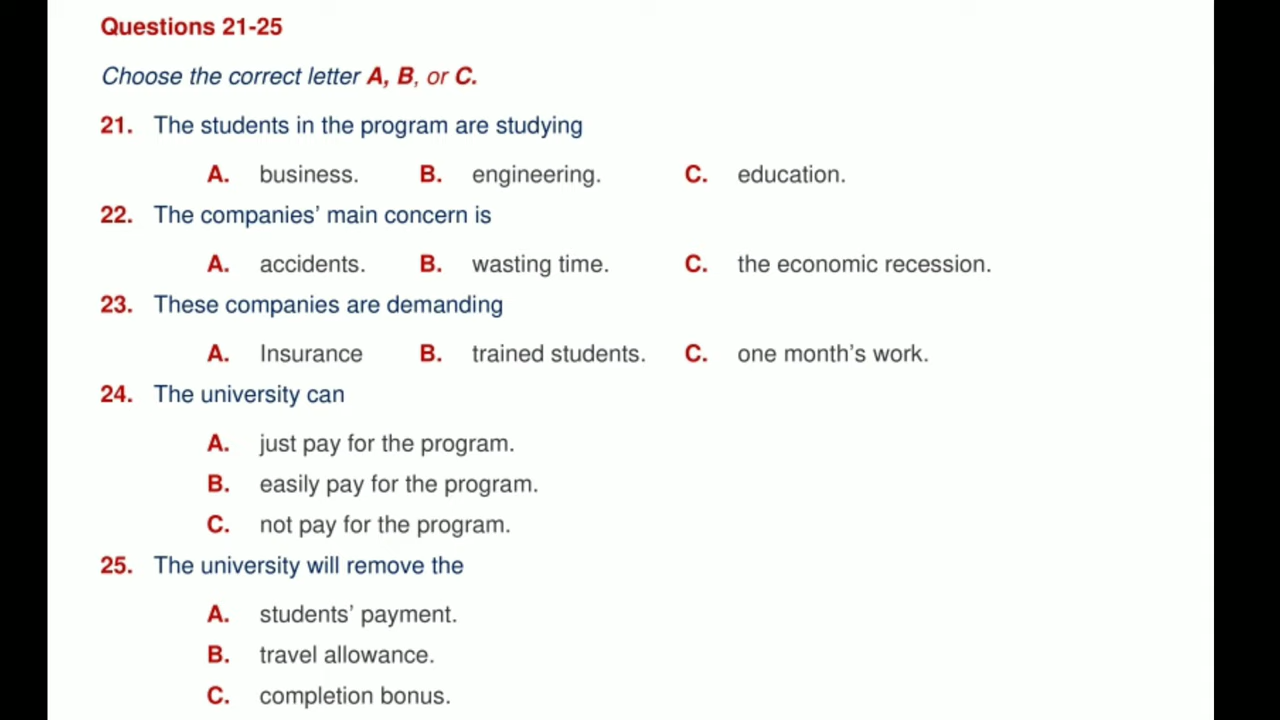 Questions 21-25
Choose the correct letter A, B, or C.
21. The students in the program are studying
A. business. B. engineering. C. education.
22. The companies’ main concern is
A. accidents. B. wasting time. C. the economic recession.
23. These companies are demanding
A. Insurance B. trained students. C. one month’s work.
24. The university can
A. just pay for the program.
B. easily pay for the program.
C. not pay for the program.
25. The university will remove the
A. students’ payment.
B. travel allowance.
C. completion bonus.